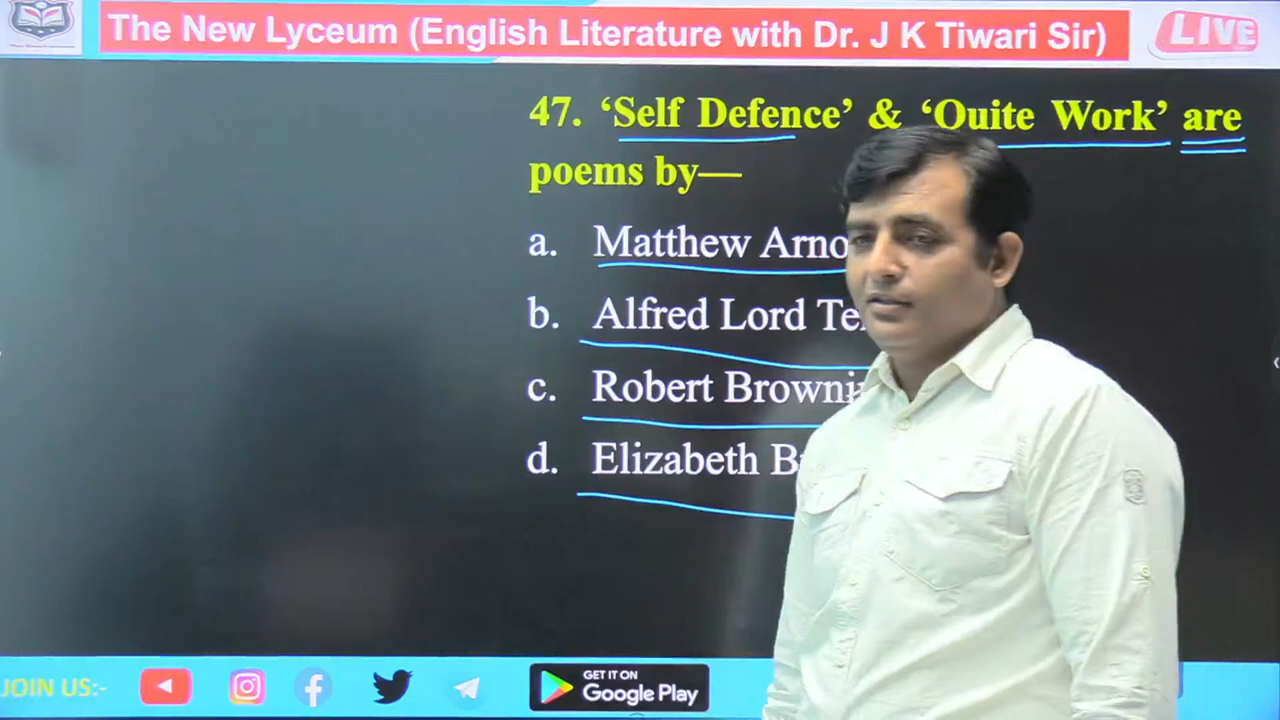 The New Lyceum (English Literature with Dr. J K Tiwari Sir)
LIVE
47. ‘Self Defence’ & ‘Quite Work’ are
poems by—
a. Matthew Arno
b. Alfred Lord Te
c. Robert Browni
d. Elizabeth B
JOIN US:-
GET IT ON
Google Play